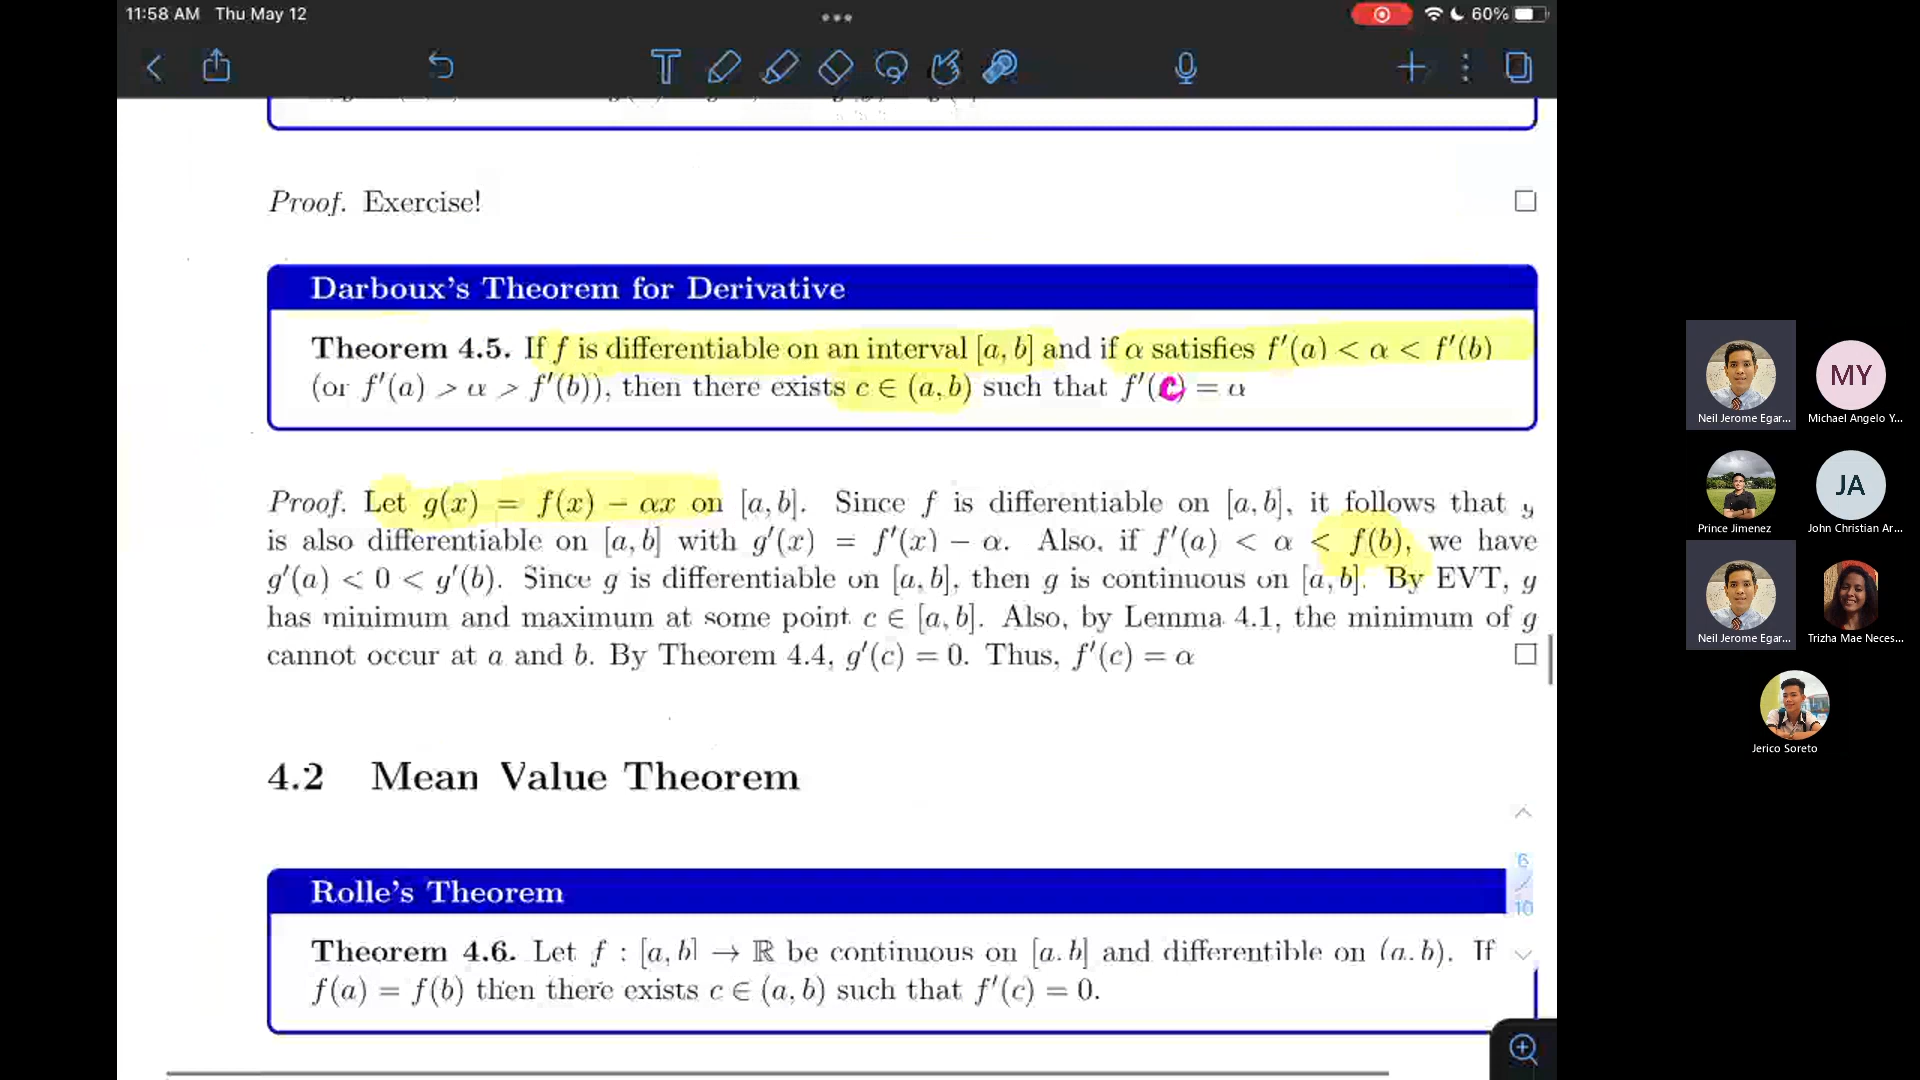 11:58 AM Thu May 12
60%
Proof. Exercise!
Darboux's Theorem for Derivative
Theorem 4.5. If f is differentiable on an interval [a, b] and if α satisfies f′(a) < α < f′(b)
(or f′(a) > α > f′(b)), then there exists c ∈ (a, b) such that f′(c) = α
Proof. Let g(x) = f(x) − αx on [a, b]. Since f is differentiable on [a, b], it follows that g
is also differentiable on [a, b] with g′(x) = f′(x) − α. Also, if f′(a) < α < f(b), we have
g′(a) < 0 < g′(b). Since g is differentiable on [a, b], then g is continuous on [a, b]. By EVT, g
has minimum and maximum at some point c ∈ [a, b]. Also, by Lemma 4.1, the minimum of g
cannot occur at a and b. By Theorem 4.4, g′(c) = 0. Thus, f′(c) = α
4.2 Mean Value Theorem
Rolle's Theorem
Theorem 4.6. Let f : [a, b] → ℝ be continuous on [a, b] and differentible on (a, b). If
f(a) = f(b) then there exists c ∈ (a, b) such that f′(c) = 0.
6
10
MY
Neil Jerome Egar...
Michael Angelo Y...
JA
Prince Jimenez
John Christian Ar...
Neil Jerome Egar...
Trizha Mae Neces...
Jerico Soreto